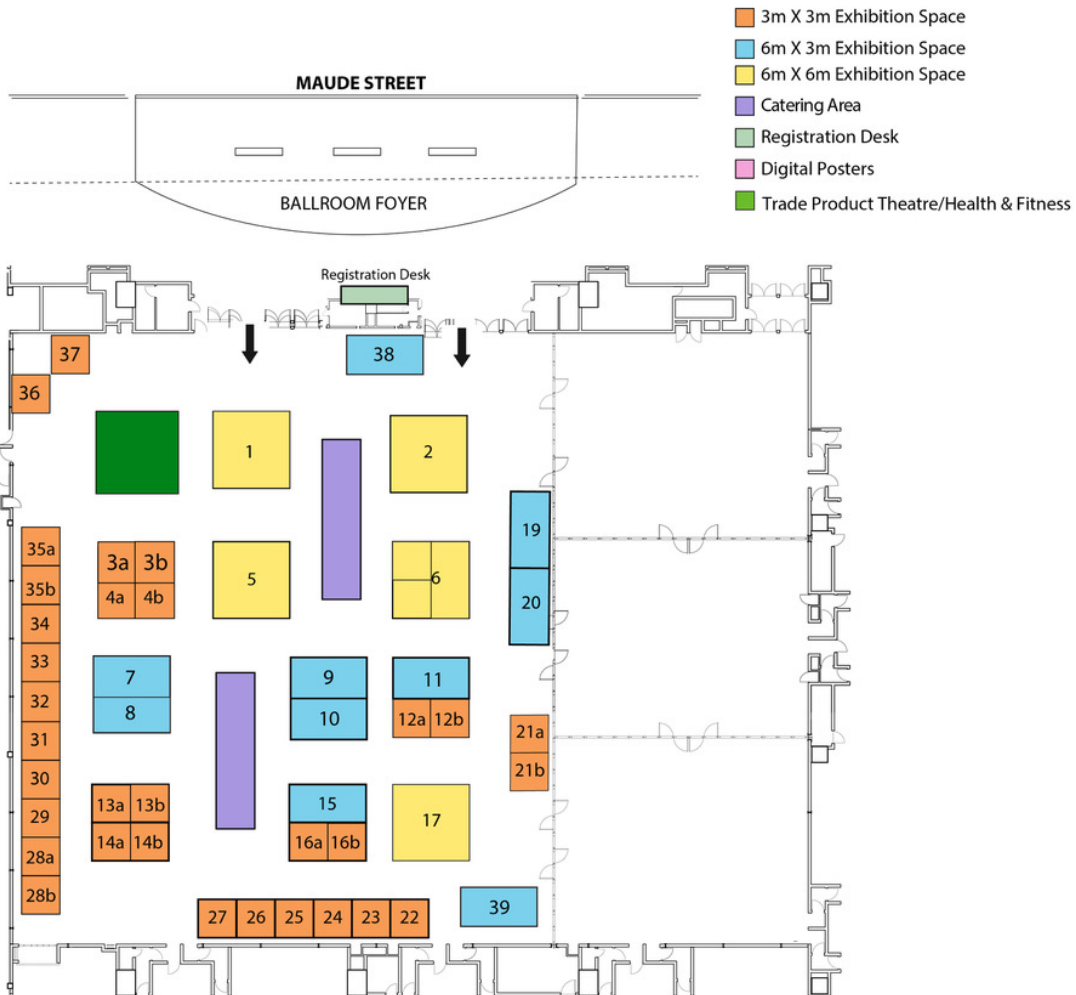 3m X 3m Exhibition Space
6m X 3m Exhibition Space
6m X 6m Exhibition Space
Catering Area
Registration Desk
Digital Posters
Trade Product Theatre/Health & Fitness
MAUDE STREET
BALLROOM FOYER
Registration Desk
37
38
36
1
2
19
35a
3a 3b
5
6
35b
4a 4b
20
34
33
7
9
11
32
8
10
12a 12b
31
21a
30
21b
29
13a 13b
15
17
28a
14a 14b
16a 16b
28b
27 26 25 24 23 22
39